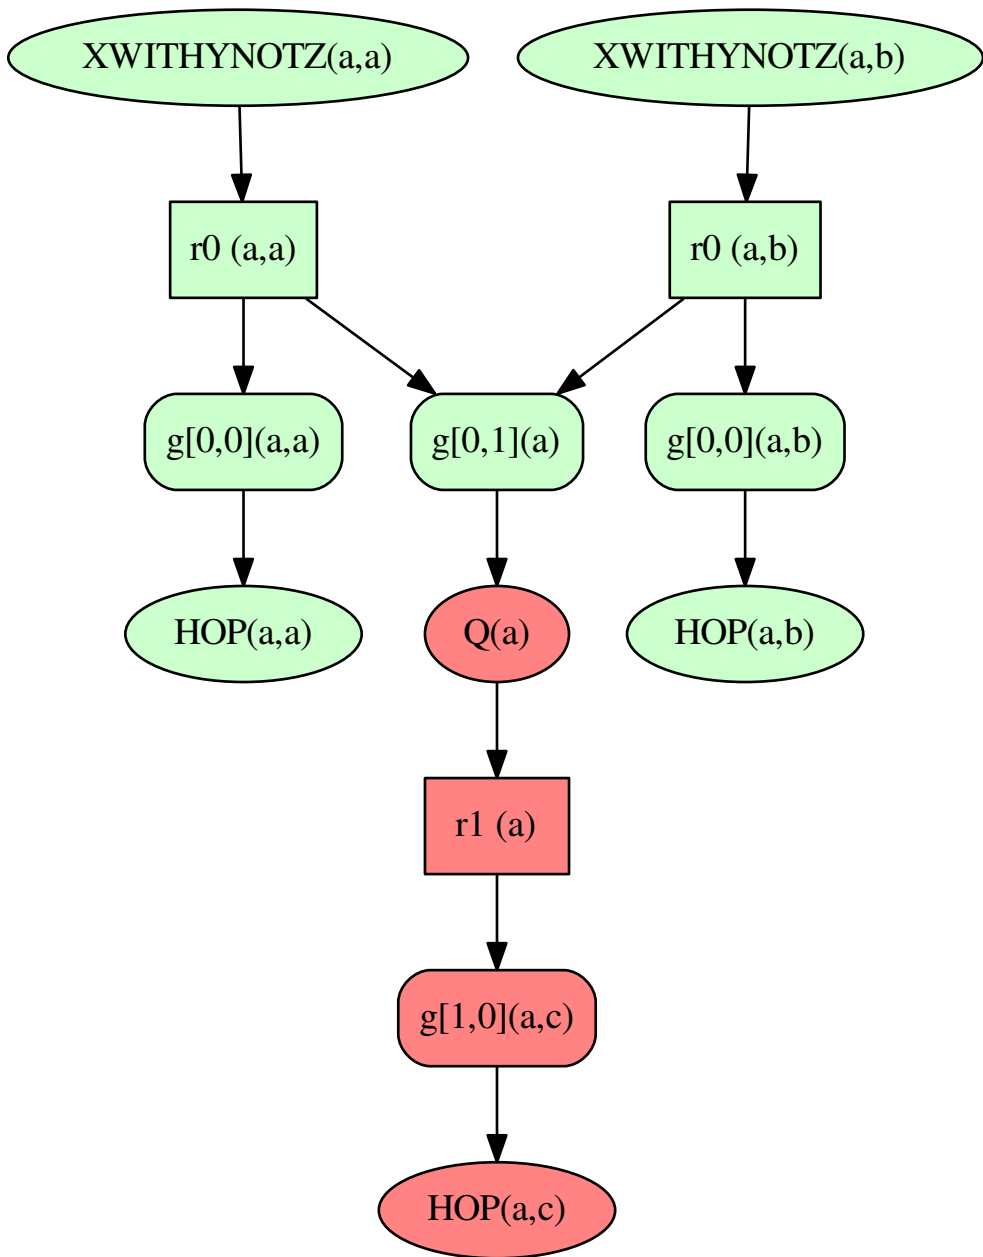 XWITHYNOTZ(a,a)
XWITHYNOTZ(a,b)
r0 (a,a)
r0 (a,b)
g[0,0](a,a)
g[0,1](a)
g[0,0](a,b)
HOP(a,a)
Q(a)
HOP(a,b)
r1 (a)
g[1,0](a,c)
HOP(a,c)